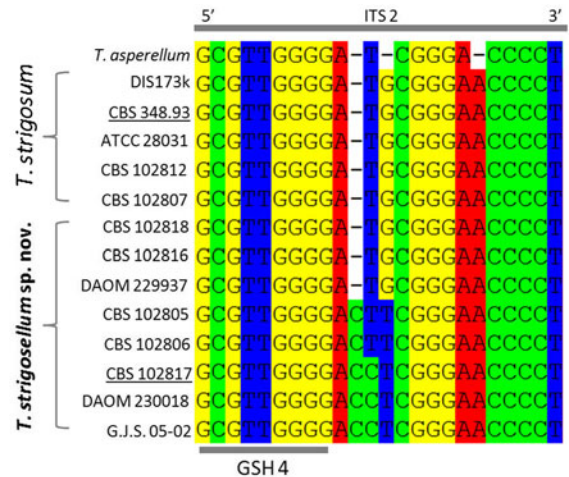 5' ITS 2 3'
T. asperellum GCGTTGGGGA-T-CGGGA-CCCCT
T. strigosum
DIS173k GCGTTGGGGA-TGCGGGAACCCCT
CBS 348.93 GCGTTGGGGA-TGCGGGAACCCCT
ATCC 28031 GCGTTGGGGA-TGCGGGAACCCCT
CBS 102812 GCGTTGGGGA-TGCGGGAACCCCT
CBS 102807 GCGTTGGGGA-TGCGGGAACCCCT
T. strigosellum sp. nov.
CBS 102818 GCGTTGGGGA-TGCGGGAACCCCT
CBS 102816 GCGTTGGGGA-TGCGGGAACCCCT
DAOM 229937 GCGTTGGGGA-TGCGGGAACCCCT
CBS 102805 GCGTTGGGGACTTCGGGAACCCCT
CBS 102806 GCGTTGGGGACTTCGGGAACCCCT
CBS 102817 GCGTTGGGGACCTCGGGAACCCCT
DAOM 230018 GCGTTGGGGACCTCGGGAACCCCT
G.J.S. 05-02 GCGTTGGGGACCTCGGGAACCCCT
GSH 4